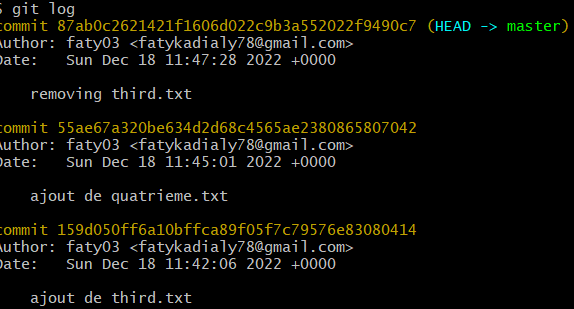 $ git log
commit 87ab0c2621421f1606d022c9b3a552022f9490c7 (HEAD -> master)
Author: faty03 <fatykadialy78@gmail.com>
Date:   Sun Dec 18 11:47:28 2022 +0000
removing third.txt
commit 55ae67a320be634d2d68c4565ae2380865807042
Author: faty03 <fatykadialy78@gmail.com>
Date:   Sun Dec 18 11:45:01 2022 +0000
ajout de quatrieme.txt
commit 159d050ff6a10bffca89f05f7c79576e83080414
Author: faty03 <fatykadialy78@gmail.com>
Date:   Sun Dec 18 11:42:06 2022 +0000
ajout de third.txt